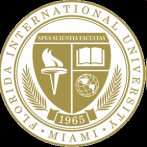 FLORIDA INTERNATIONAL UNIVERSITY
SPES SCIENTIA FACULTAS
1965
MIAMI